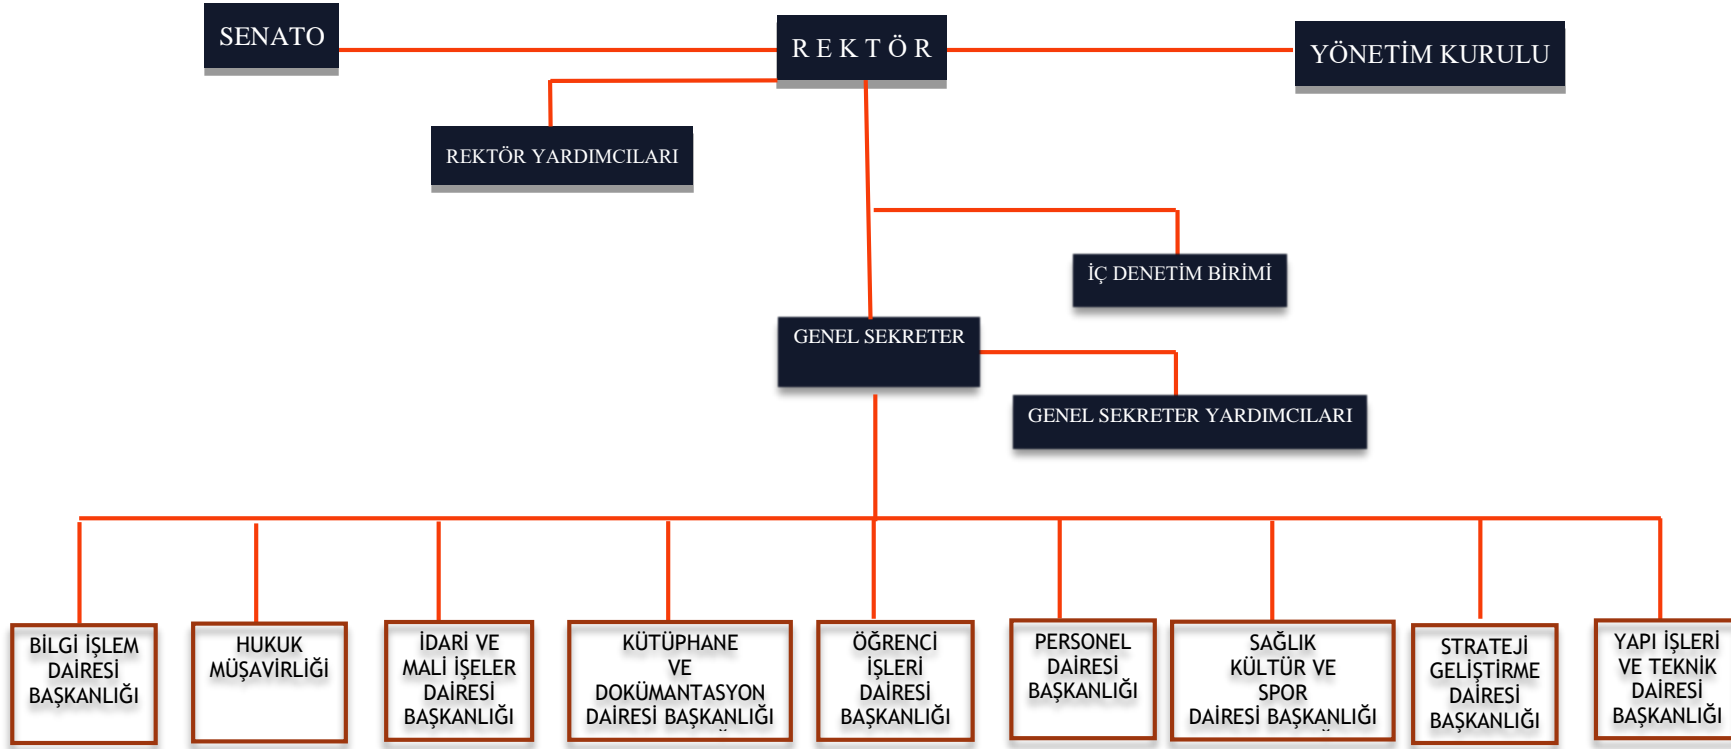 SENATO
R E K T Ö R
YÖNETİM KURULU
REKTÖR YARDIMCILARI
İÇ DENETİM BİRİMİ
GENEL SEKRETER
GENEL SEKRETER YARDIMCILARI
BİLGİ İŞLEM
DAİRESİ
BAŞKANLIĞI
HUKUK
MÜŞAVİRLİĞİ
İDARİ VE
MALİ İŞELER
DAİRESİ
BAŞKANLIĞI
KÜTÜPHANE
VE
DOKÜMANTASYON
DAİRESİ BAŞKANLIĞI
ÖĞRENCİ
İŞLERİ
DAİRESİ
BAŞKANLIĞI
PERSONEL
DAİRESİ
BAŞKANLIĞI
SAĞLIK
KÜLTÜR VE
SPOR
DAİRESİ BAŞKANLIĞI
STRATEJİ
GELİŞTİRME
DAİRESİ
BAŞKANLIĞI
YAPI İŞLERİ
VE TEKNİK
DAİRESİ
BAŞKANLIĞI